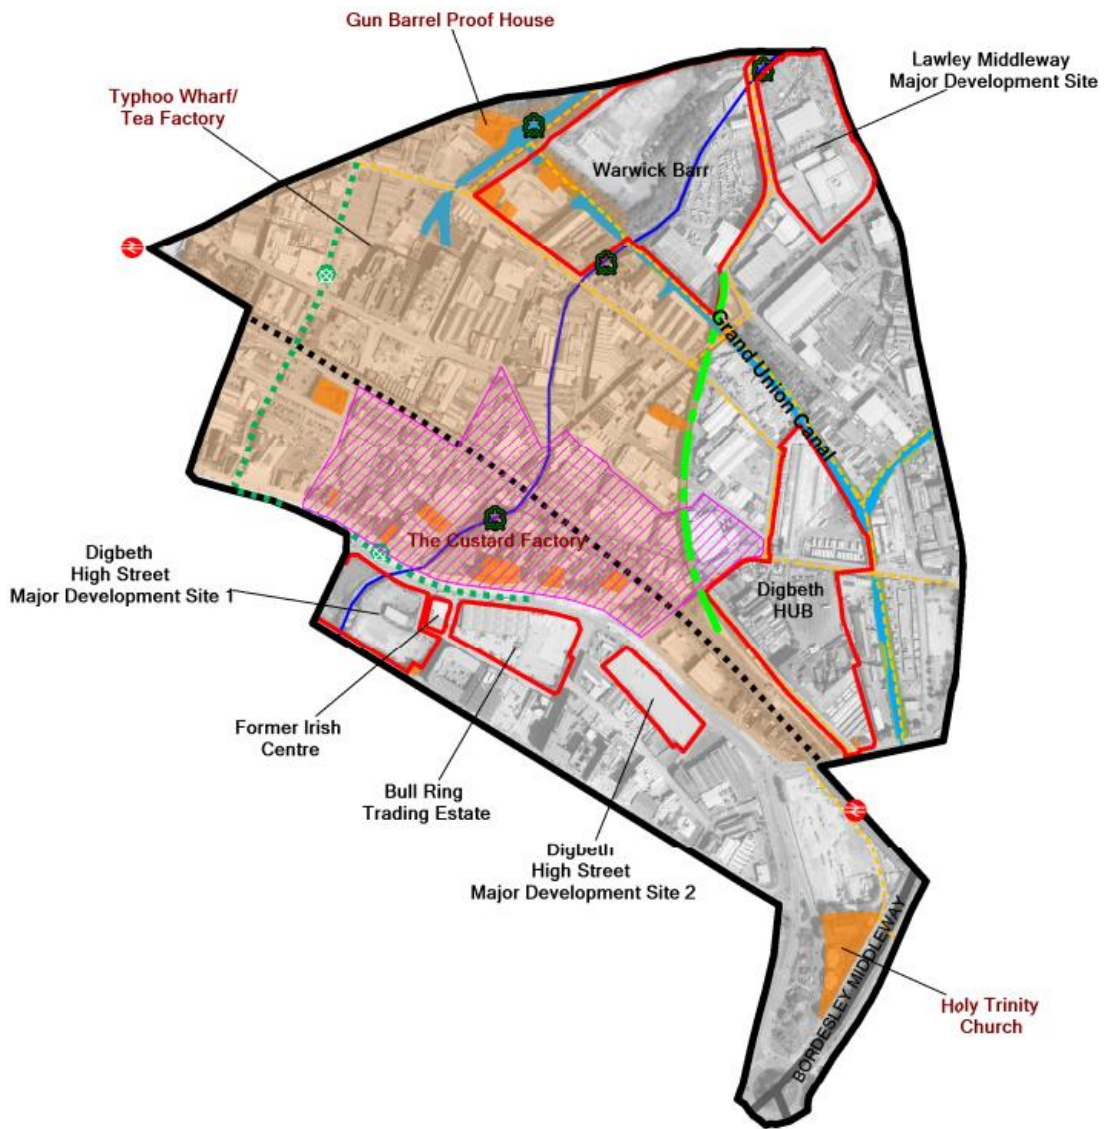 Gun Barrel Proof House
Lawley Middleway
Major Development Site
Typhoo Wharf/
Tea Factory
Warwick Barr
Grand Union Canal
The Custard Factory
Digbeth
High Street
Major Development Site 1
Digbeth
HUB
Former Irish
Centre
Bull Ring
Trading Estate
Digbeth
High Street
Major Development Site 2
BORDESLEY MIDDLEWAY
Holy Trinity
Church